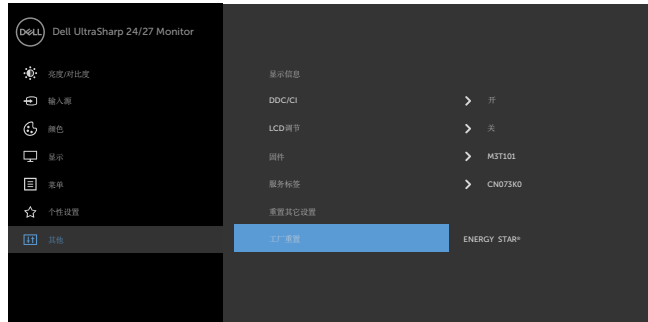 DELL Dell UltraSharp 24/27 Monitor
亮度/对比度
显示信息
输入源
DDC/CI
开
颜色
LCD调节
关
显示
固件
M3T101
菜单
服务标签
CN073K0
个性设置
重置其它设置
其他
工厂重置
ENERGY STAR®